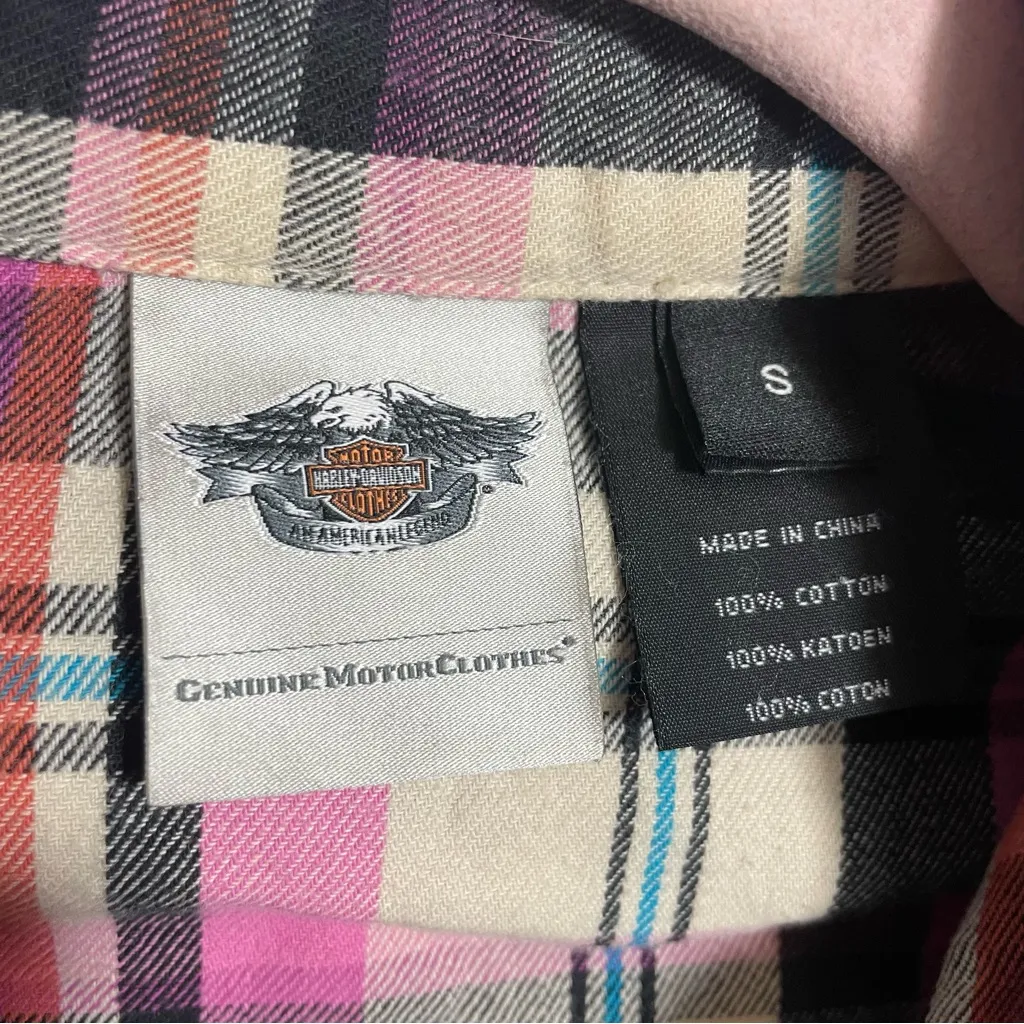 MOTOR
HARLEY-DAVIDSON
CLOTHES
AN AMERICAN LEGEND
®
GENUINE MOTORCLOTHES®
S
MADE IN CHINA
100% COTTON
100% KATOEN
100% COTON